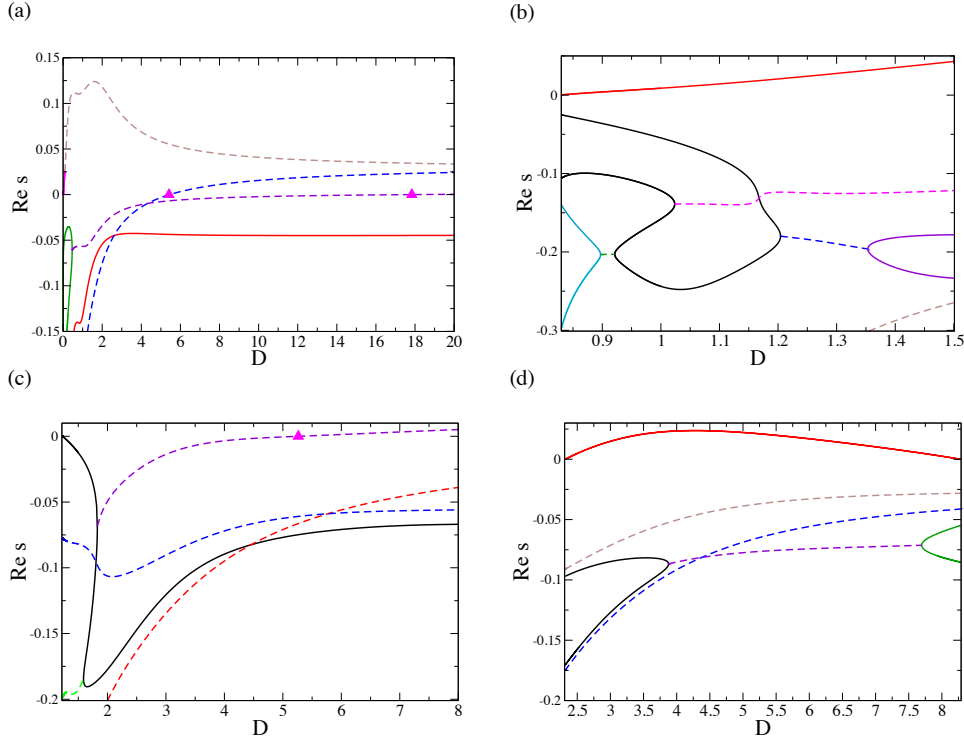 (a)
(b)
0.15
0.1
0.05
0
-0.05
-0.1
-0.15
Re s
0 2 4 6 8 10 12 14 16 18 20
D
0
-0.1
-0.2
-0.3
Re s
0.9 1 1.1 1.2 1.3 1.4 1.5
D
(c)
(d)
0
-0.05
-0.1
-0.15
-0.2
Re s
2 3 4 5 6 7 8
D
0
-0.05
-0.1
-0.15
-0.2
Re s
2.5 3 3.5 4 4.5 5 5.5 6 6.5 7 7.5 8
D